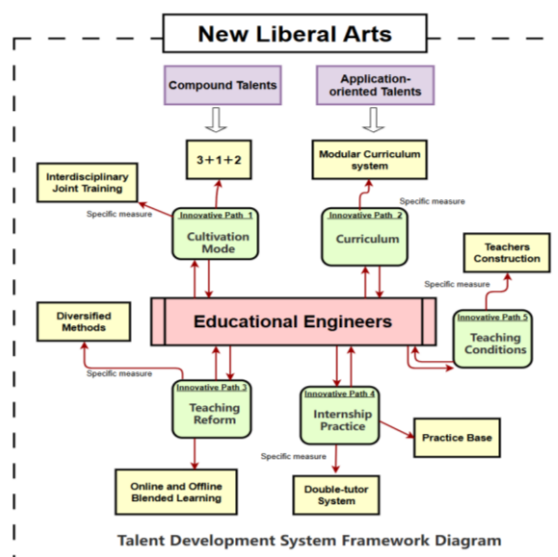 New Liberal Arts
Compound Talents
Application-
oriented Talents
3+1+2
Modular Curriculum
system
Interdisciplinary
Joint Training
Specific measure
Innovative Path 1
Cultivation
Mode
Innovative Path 2
Curriculum
Specific measure
Teachers
Construction
Specific measure
Diversified
Methods
Educational Engineers
Innovative Path 5
Teaching
Conditions
Specific measure
Innovative Path 3
Teaching
Reform
Innovative Path 4
Internship
Practice
Practice Base
Specific measure
Online and Offline
Blended Learning
Double-tutor
System
Talent Development System Framework Diagram